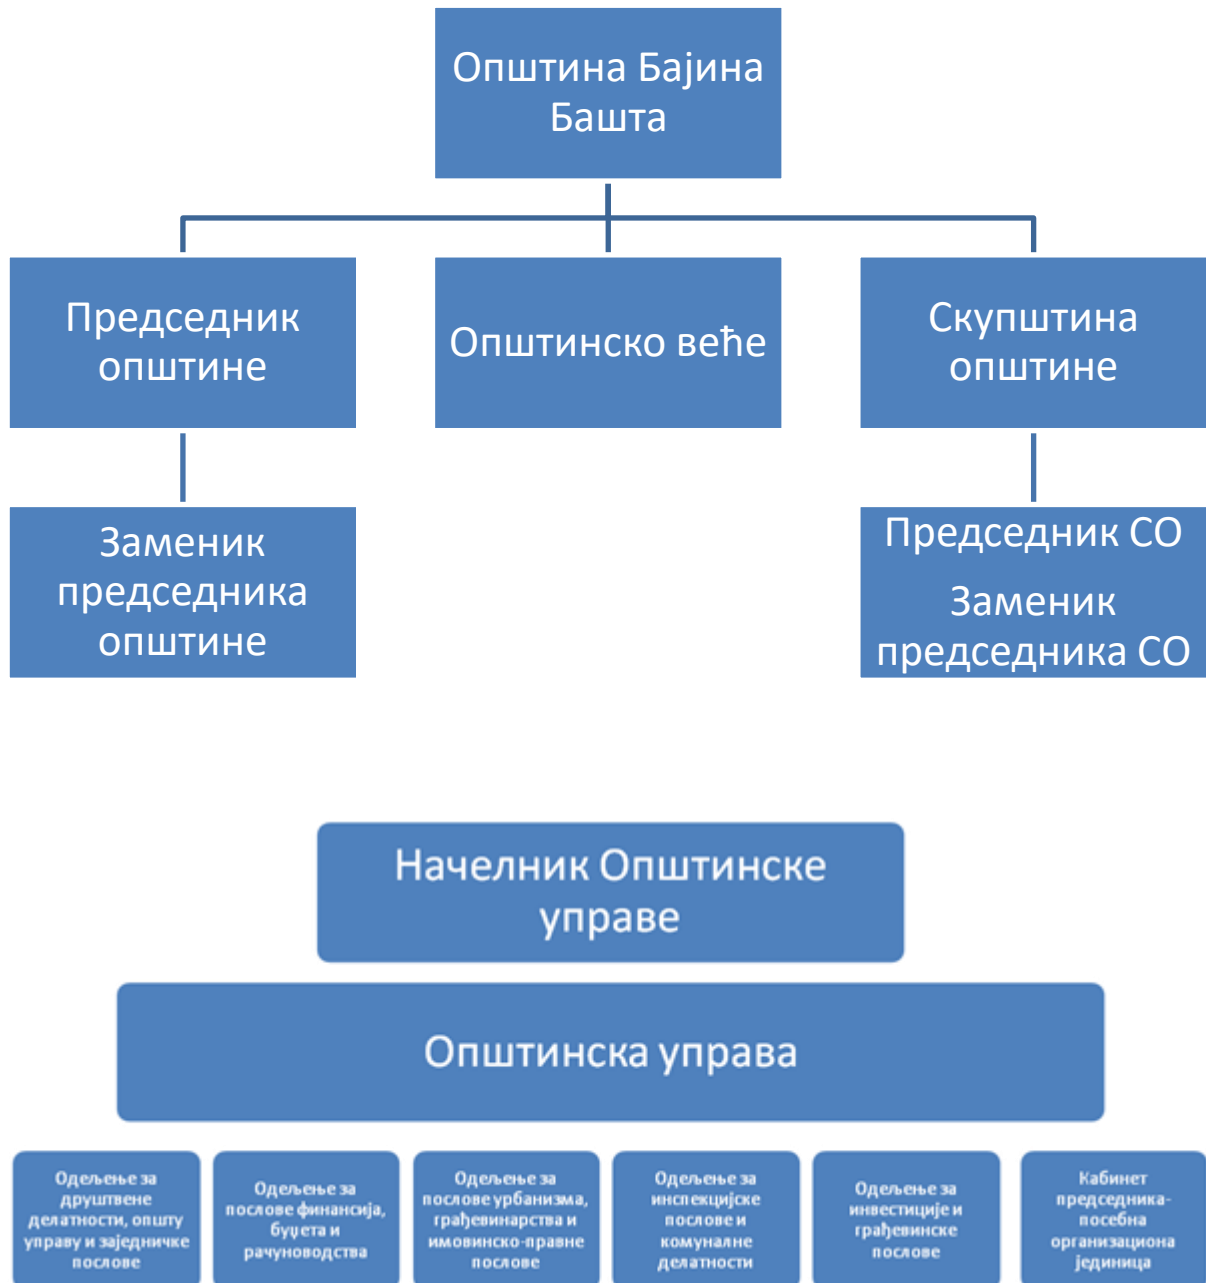 Општина Бајина
Башта
Председник
општине
Општинско веће
Скупштина
општине
Заменик
председника
општине
Председник СО
Заменик
председника СО
Начелник Општинске
управе
Општинска управа
Одељење за
друштвене
делатности, општу
управу и заједничке
послове
Одељење за
послове финансија,
буџета и
рачуноводства
Одељење за
послове урбанизма,
грађевинарства и
имовинско-правне
послове
Одељење за
инспекцијске
послове и
комуналне
делатности
Одељење за
инвестиције и
грађевинске
послове
Кабинет
председника-
посебна
организациона
јединица